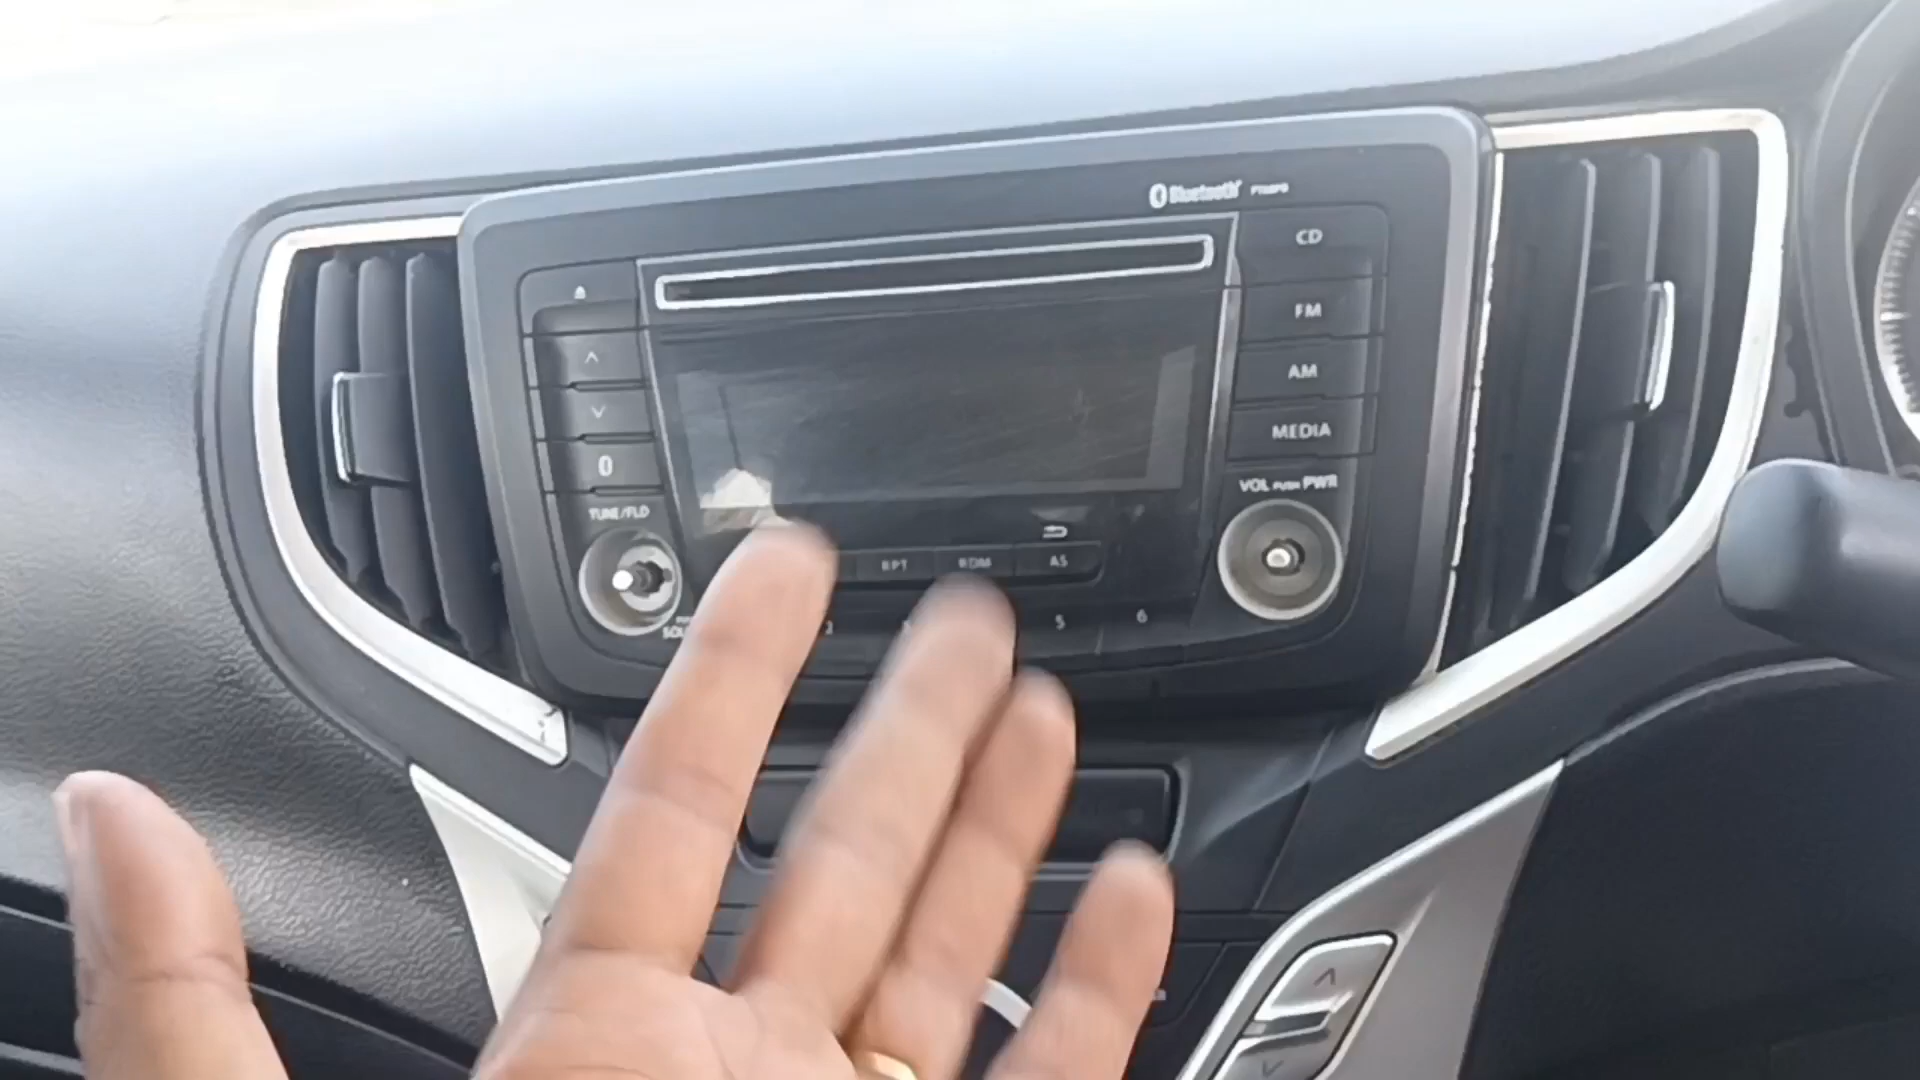 Bluetooth
CD
FM
AM
MEDIA
VOL PUSH PWR
TUNE/FLD
RPT
RDM
AS
5
6